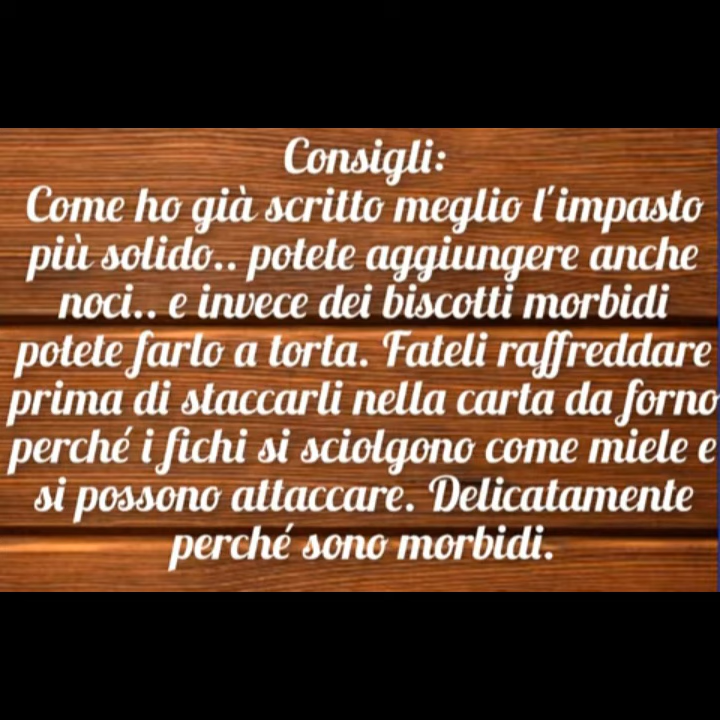 Consigli:
Come ho già scritto meglio l'impasto
più solido.. potete aggiungere anche
noci.. e invece dei biscotti morbidi
potete farlo a torta. Fateli raffreddare
prima di staccarli nella carta da forno
perché i fichi si sciolgono come miele e
si possono attaccare. Delicatamente
perché sono morbidi.